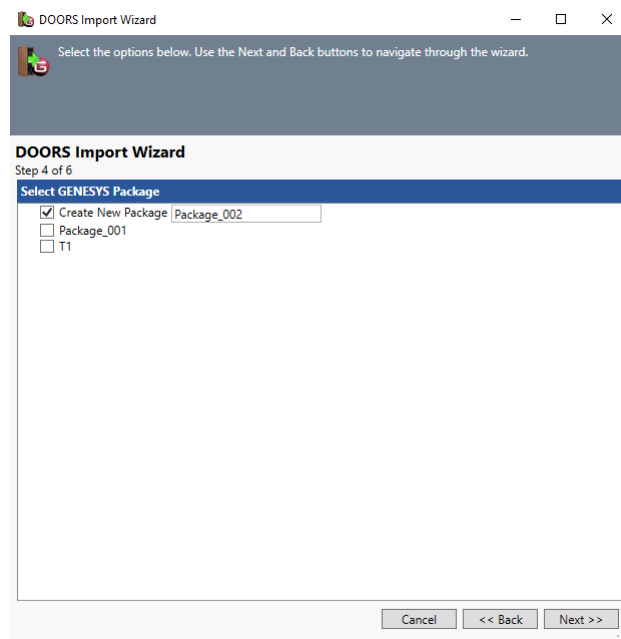 DOORS Import Wizard
Select the options below. Use the Next and Back buttons to navigate through the wizard.
DOORS Import Wizard
Step 4 of 6
Select GENESYS Package
Create New Package Package_002
Package_001
T1
Cancel << Back Next >>